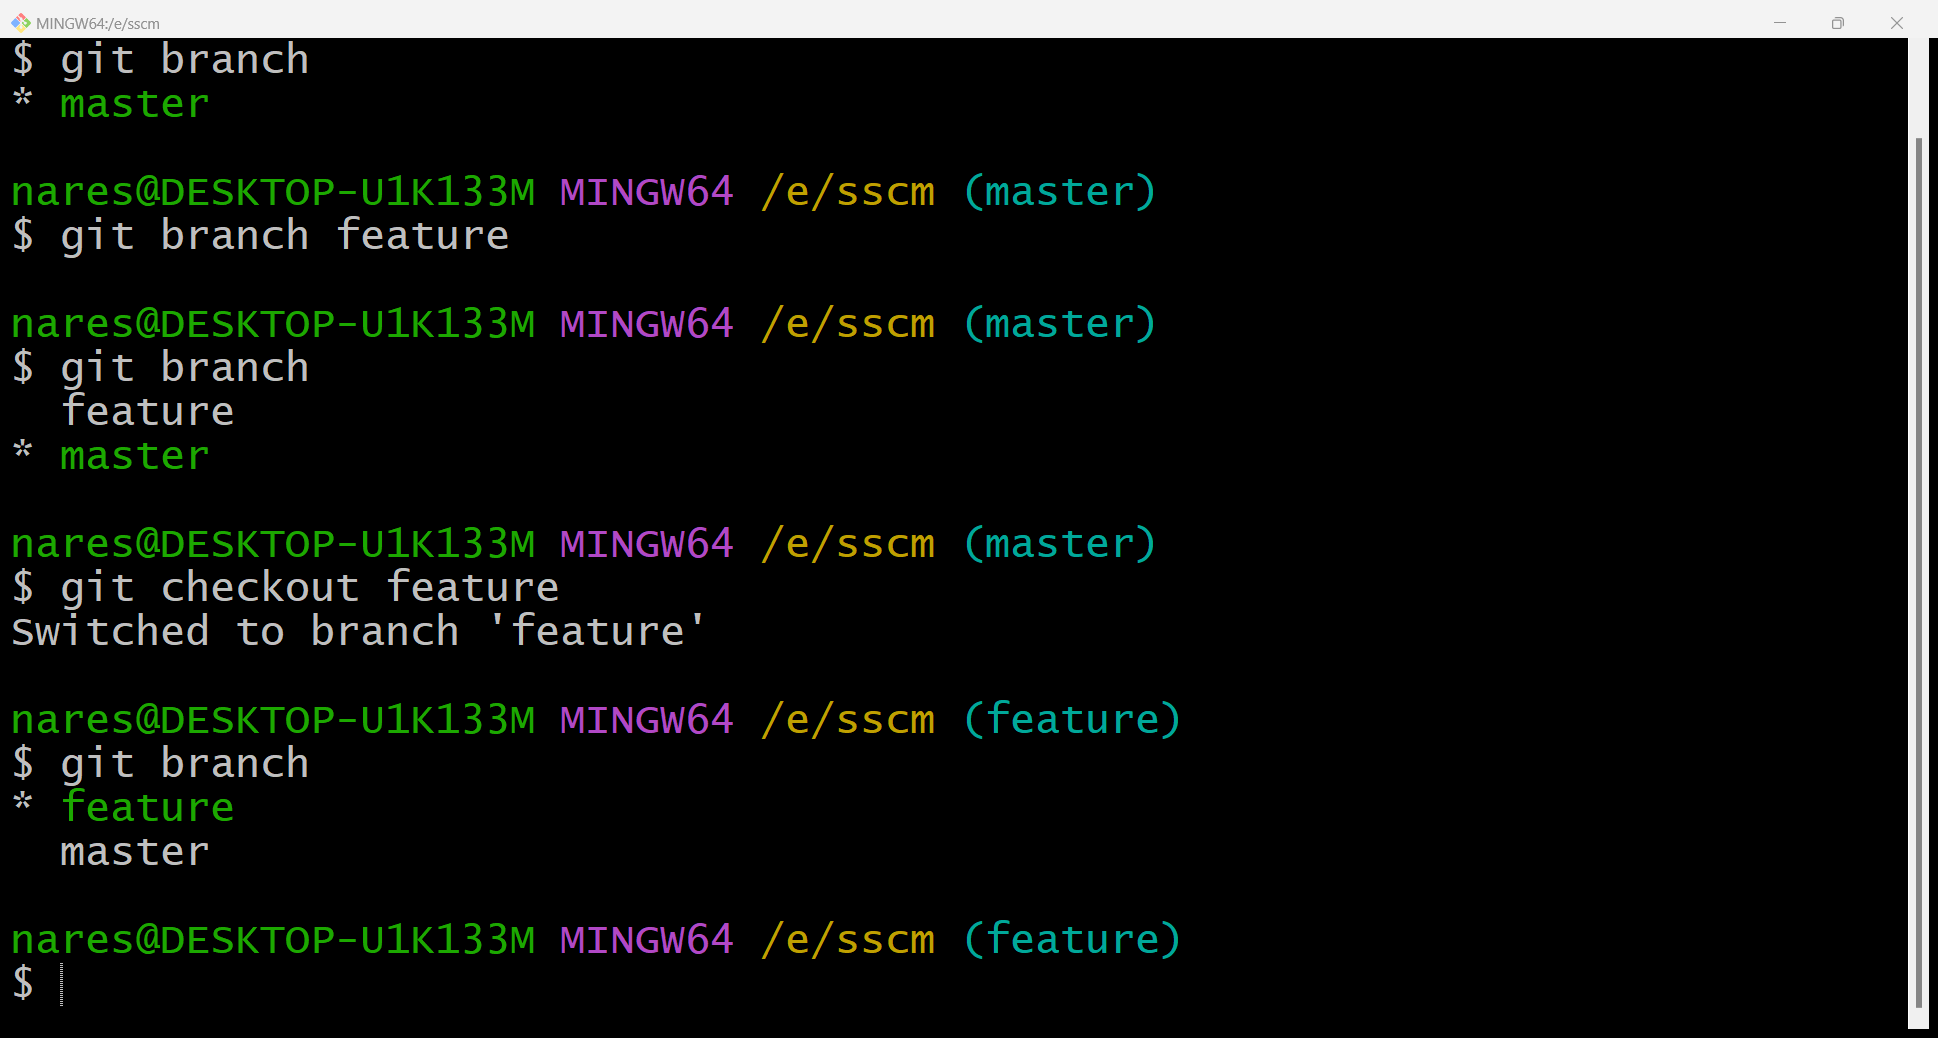 MINGW64:/e/sscm
$ git branch
* master
nares@DESKTOP-U1K133M MINGW64 /e/sscm (master)
$ git branch feature
nares@DESKTOP-U1K133M MINGW64 /e/sscm (master)
$ git branch
  feature
* master
nares@DESKTOP-U1K133M MINGW64 /e/sscm (master)
$ git checkout feature
Switched to branch 'feature'
nares@DESKTOP-U1K133M MINGW64 /e/sscm (feature)
$ git branch
* feature
  master
nares@DESKTOP-U1K133M MINGW64 /e/sscm (feature)
$